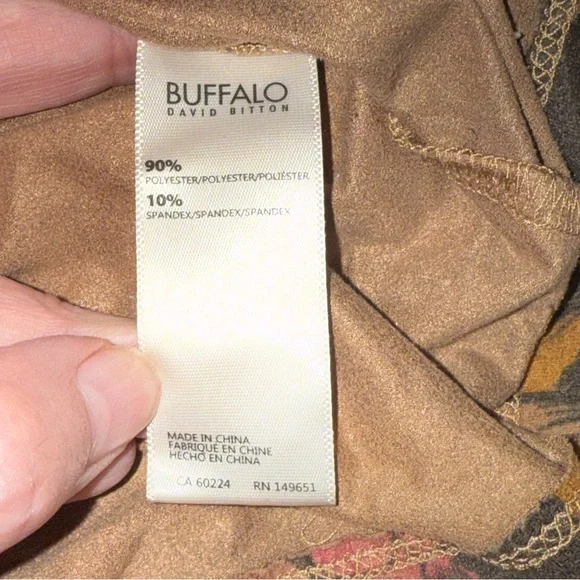 BUFFALO
DAVID BITTON
90%
POLYESTER/POLYESTER/POLIÉSTER
10%
SPANDEX/SPANDEX/SPANDEX
MADE IN CHINA
FABRIQUÉ EN CHINE
HECHO EN CHINA
CA 60224 RN 149651